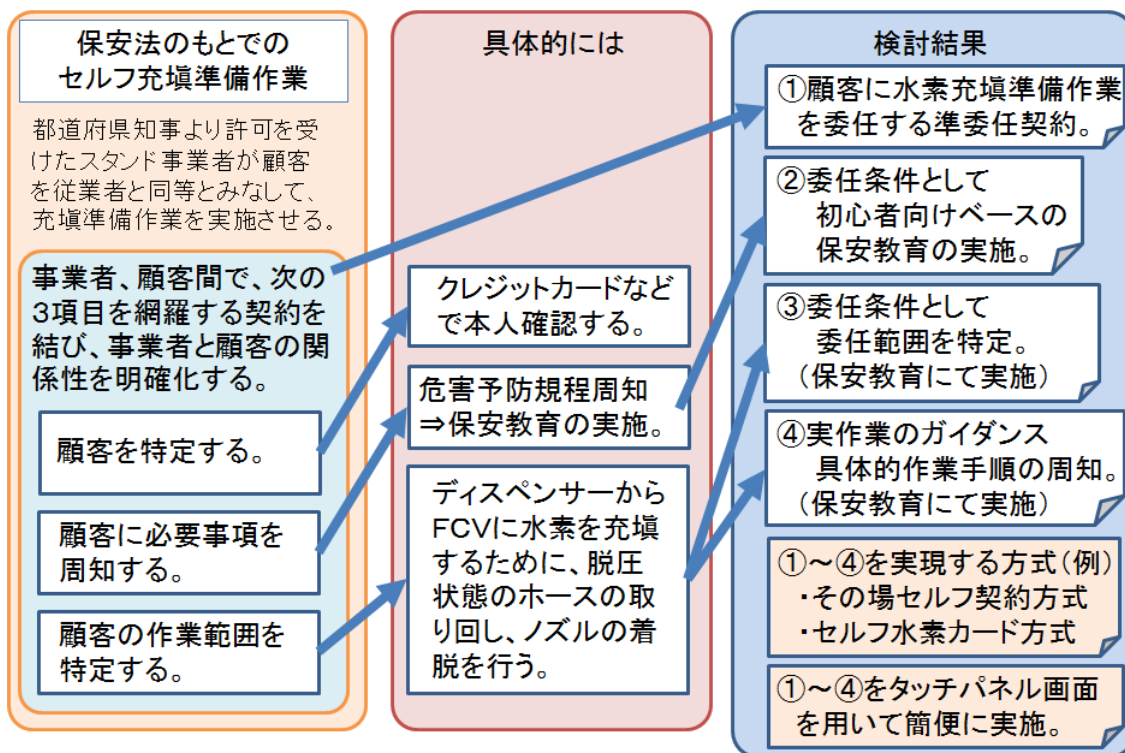 保安法のもとでの
セルフ充塡準備作業
都道府県知事より許可を受
けたスタンド事業者が顧客
を従業者と同等とみなして、
充塡準備作業を実施させる。
事業者、顧客間で、次の
３項目を網羅する契約を
結び、事業者と顧客の関
係性を明確化する。
顧客を特定する。
顧客に必要事項を
周知する。
顧客の作業範囲を
特定する。
具体的には
クレジットカードなど
で本人確認する。
危害予防規程周知
⇒保安教育の実施。
ディスペンサーから
ＦＣＶに水素を充塡
するために、脱圧
状態のホースの取
り回し、ノズルの着
脱を行う。
検討結果
①顧客に水素充塡準備作業
を委任する準委任契約。
②委任条件として
初心者向けベースの
保安教育の実施。
③委任条件として
委任範囲を特定。
（保安教育にて実施）
④実作業のガイダンス
具体的作業手順の周知。
（保安教育にて実施）
①～④を実現する方式（例）
・その場セルフ契約方式
・セルフ水素カード方式
①～④をタッチパネル画面
を用いて簡便に実施。